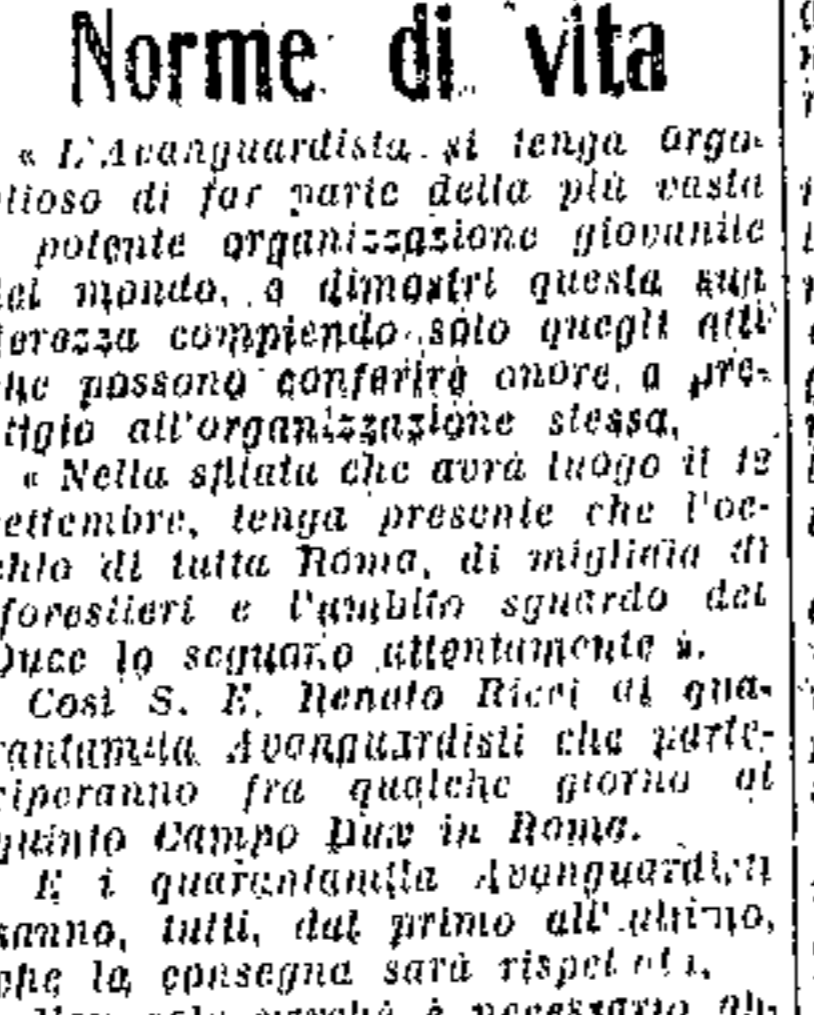 Norme di vita
« L'Avanguardista si tenga orgo-
glioso di far parte della più vasta
e potente organizzazione giovanile
del mondo, e dimostri questa sua
fierezza compiendo solo quegli atti
che possono conferire onore e pre-
stigio all'organizzazione stessa.
« Nella sfilata che avrà luogo il 12
settembre, tenga presente che l'oc-
chio di tutta Roma, di migliaia di
forestieri e l'ambito sguardo del
Duce lo seguono attentamente ».
Così S. E. Renato Ricci ai qua-
rantamila Avanguardisti che parte-
ciperanno fra qualche giorno al
quinto Campo Dux in Roma.
E i quarantamila Avanguardisti
sanno, tutti, dal primo all'ultimo,
che la consegna sarà rispettata.
perchè è necessario